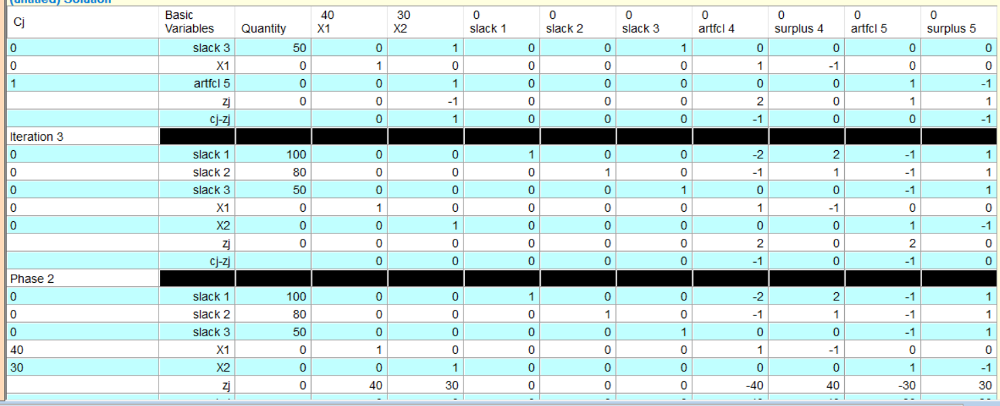 (untitled) Solution
Cj Basic Variables Quantity 40 X1 30 X2 0 slack 1 0 slack 2 0 slack 3 0 artfcl 4 0 surplus 4 0 artfcl 5 0 surplus 5
0 slack 3 50 0 1 0 0 1 0 0 0 0
0 X1 0 1 0 0 0 0 1 -1 0 0
1 artfcl 5 0 0 1 0 0 0 0 0 1 -1
zj 0 0 -1 0 0 0 2 0 1 1
cj-zj 0 1 0 0 0 -1 0 0 -1
Iteration 3
0 slack 1 100 0 0 1 0 0 -2 2 -1 1
0 slack 2 80 0 0 0 1 0 -1 1 -1 1
0 slack 3 50 0 0 0 0 1 0 0 -1 1
0 X1 0 1 0 0 0 0 1 -1 0 0
0 X2 0 0 1 0 0 0 0 0 1 -1
zj 0 0 0 0 0 0 2 0 2 0
cj-zj 0 0 0 0 0 -1 0 -1 0
Phase 2
0 slack 1 100 0 0 1 0 0 -2 2 -1 1
0 slack 2 80 0 0 0 1 0 -1 1 -1 1
0 slack 3 50 0 0 0 0 1 0 0 -1 1
40 X1 0 1 0 0 0 0 1 -1 0 0
30 X2 0 0 1 0 0 0 0 0 1 -1
zj 0 40 30 0 0 0 -40 40 -30 30